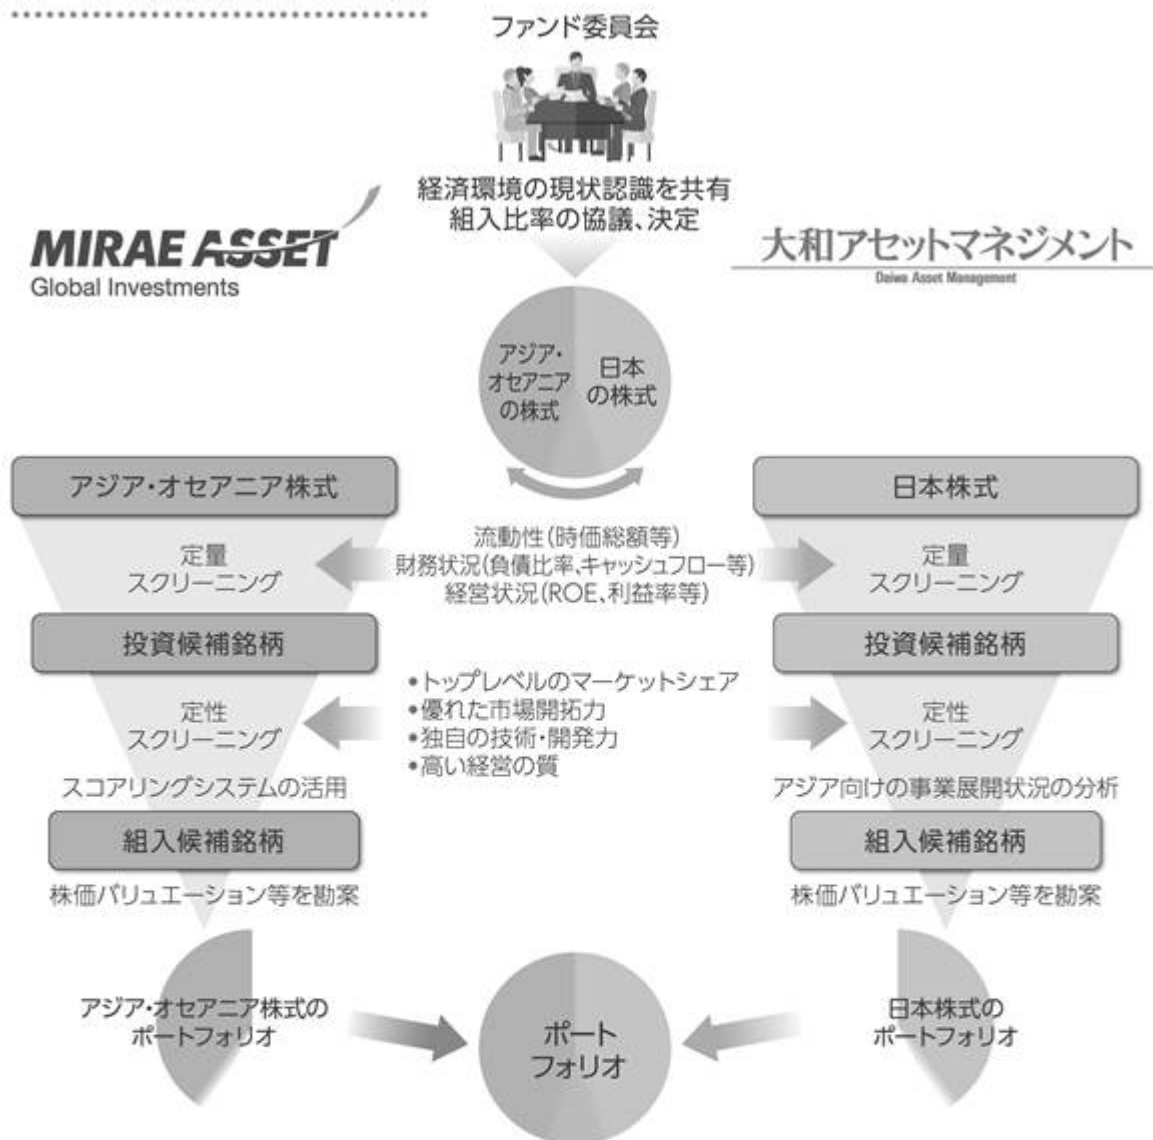 ファンド委員会
経済環境の現状認識を共有
組入比率の協議、決定
MIRAE ASSET
Global Investments
大和アセットマネジメント
Daiwa Asset Management
アジア・
オセアニア
の株式
日本
の株式
アジア・オセアニア株式
日本株式
定量
スクリーニング
流動性(時価総額等)
財務状況(負債比率、キャッシュフロー等)
経営状況(ROE、利益率等)
定量
スクリーニング
投資候補銘柄
投資候補銘柄
定性
スクリーニング
•トップレベルのマーケットシェア
•優れた市場開拓力
•独自の技術・開発力
•高い経営の質
定性
スクリーニング
スコアリングシステムの活用
アジア向けの事業展開状況の分析
組入候補銘柄
組入候補銘柄
株価バリュエーション等を勘案
株価バリュエーション等を勘案
アジア・オセアニア株式の
ポートフォリオ
ポート
フォリオ
日本株式の
ポートフォリオ